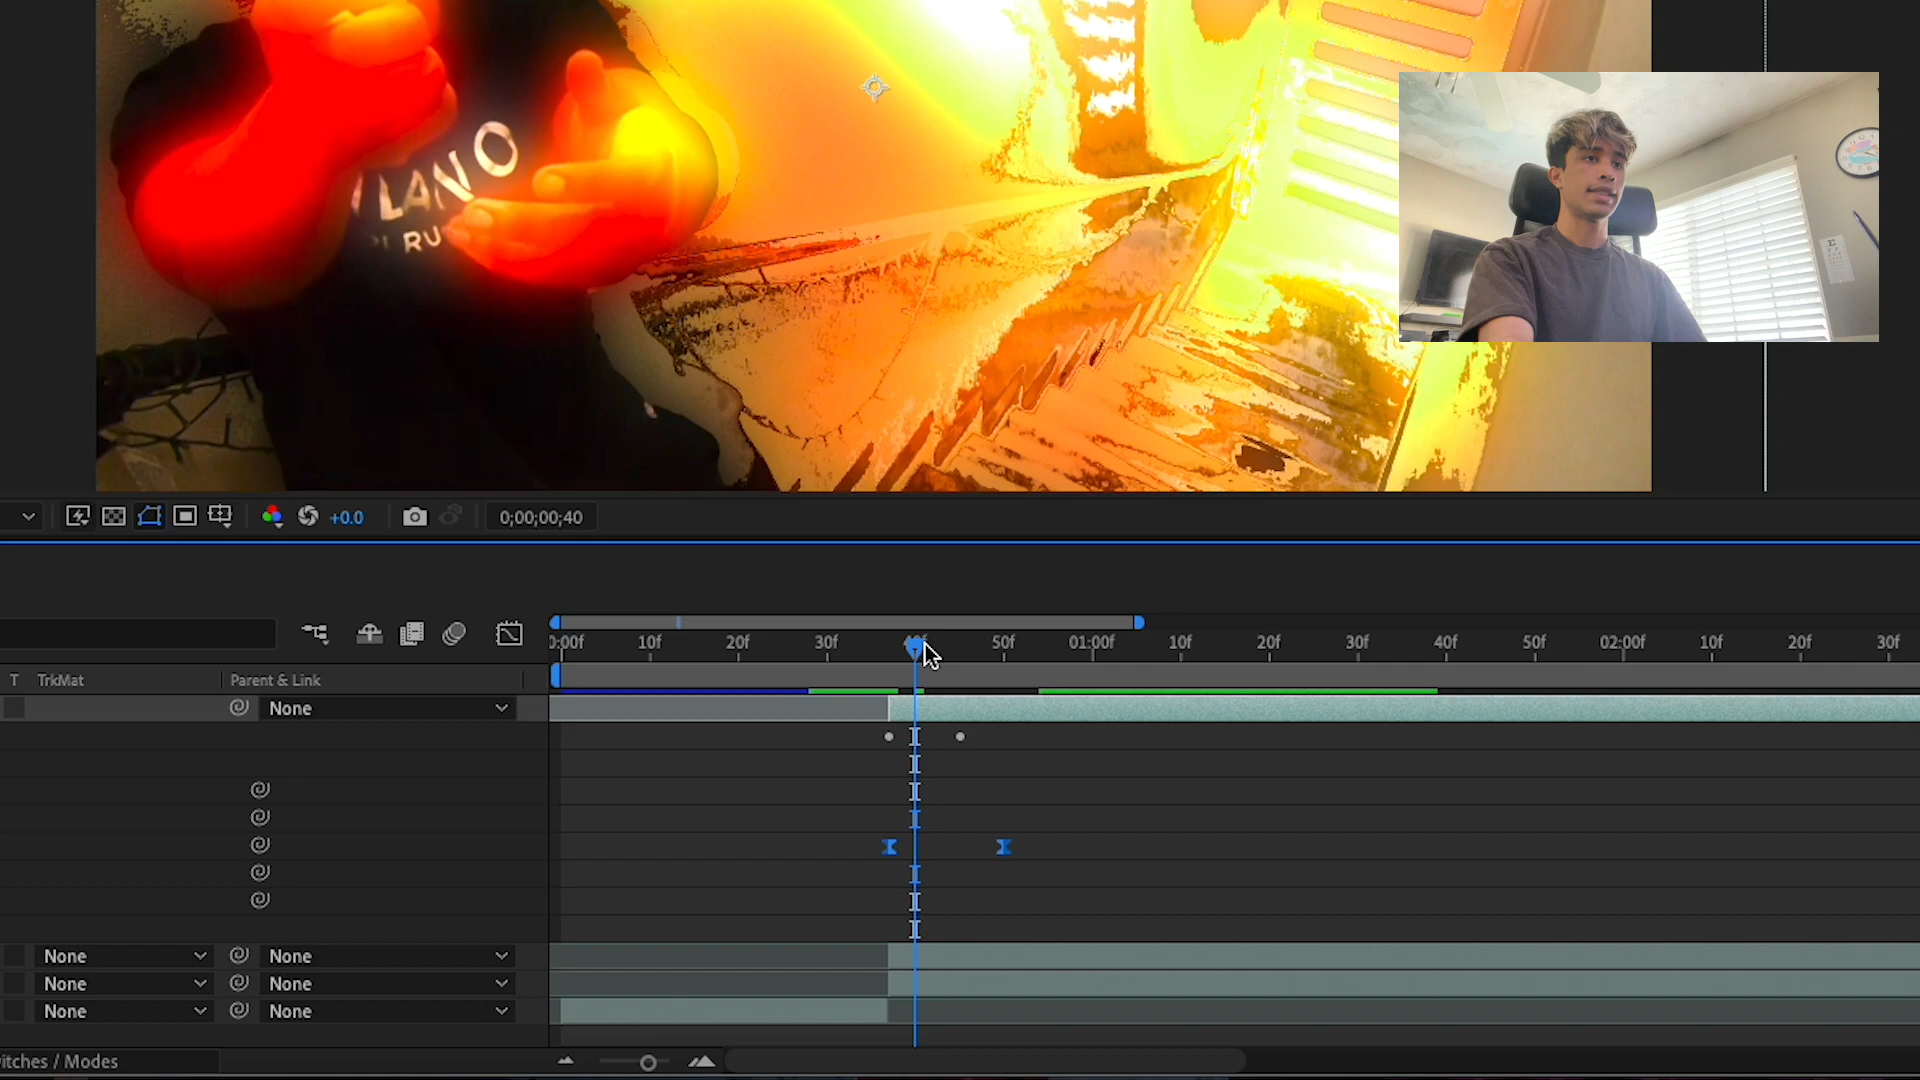 LANO
RU
+0.0
0;00;00;40
0:00f 10f 20f 30f 40f 50f 01:00f 10f 20f 30f 40f 50f 02:00f 10f 20f 30f
T TrkMat Parent & Link
None
None None
None None
None None
itches / Modes